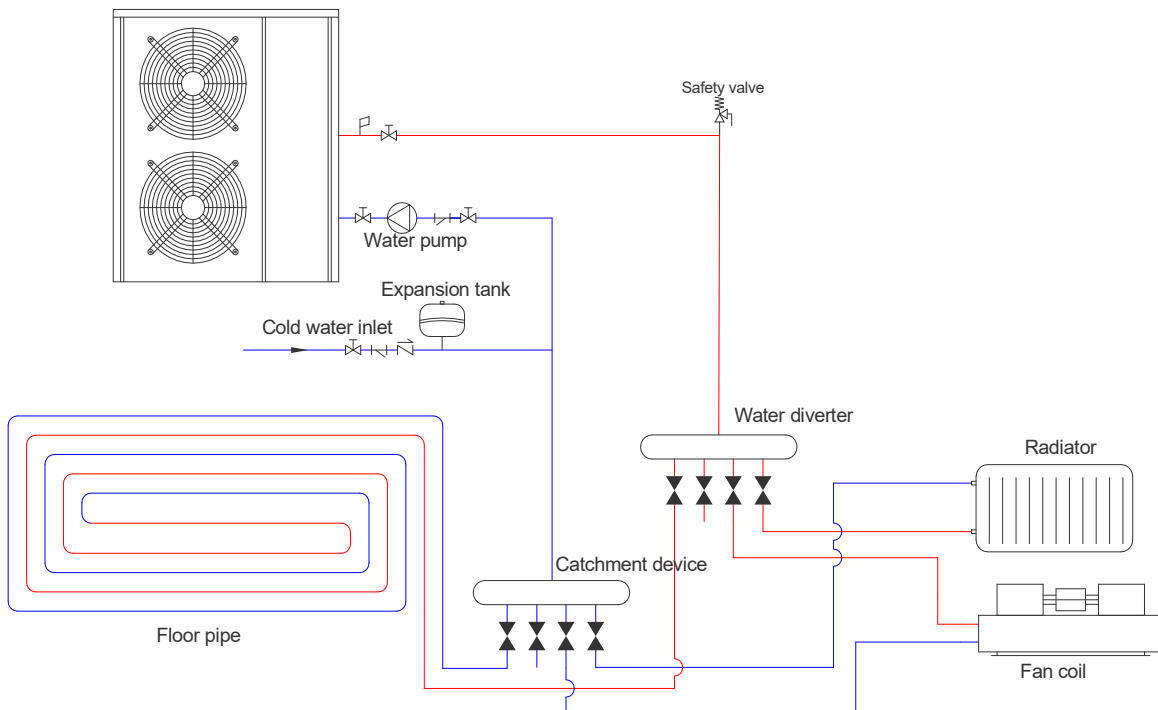 Safety valve
Water pump
Expansion tank
Cold water inlet
Water diverter
Radiator
Catchment device
Floor pipe
Fan coil